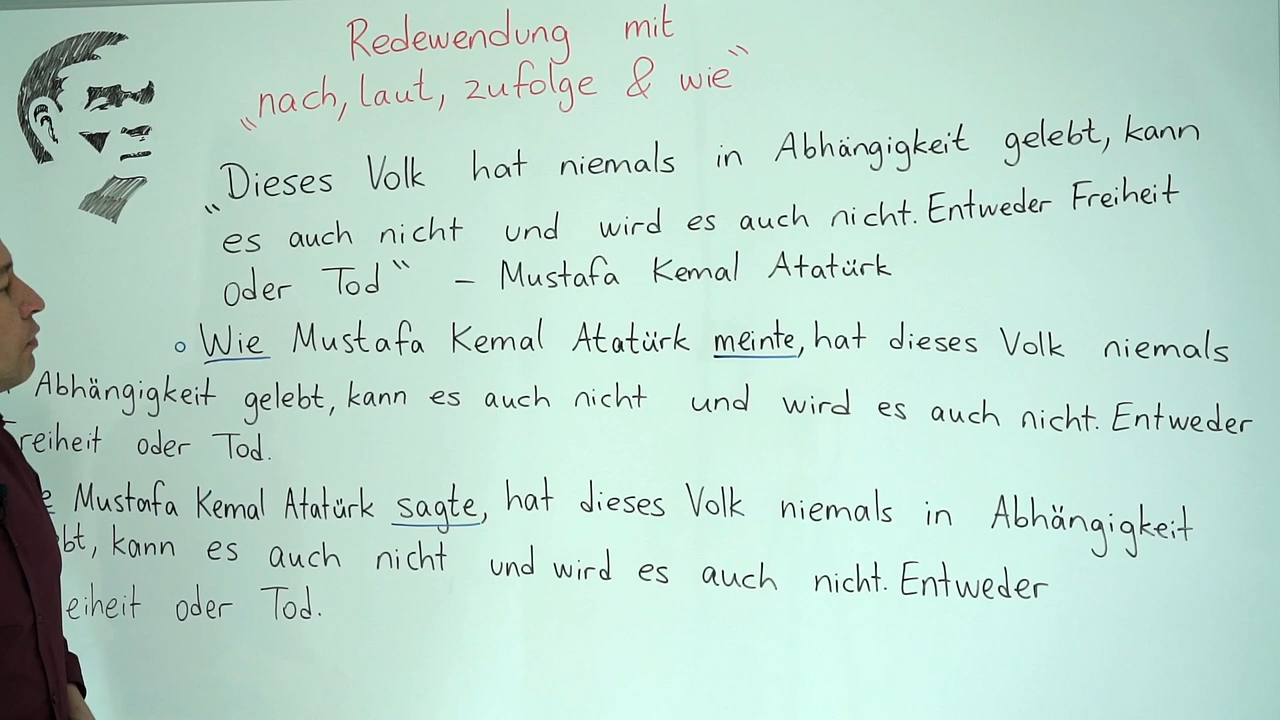 Redewendung mit
„nach, laut, zufolge & wie“
„Dieses Volk hat niemals in Abhängigkeit gelebt, kann
es auch nicht und wird es auch nicht. Entweder Freiheit
oder Tod“ – Mustafa Kemal Atatürk
Wie Mustafa Kemal Atatürk meinte, hat dieses Volk niemals
Abhängigkeit gelebt, kann es auch nicht und wird es auch nicht. Entweder
reiheit oder Tod.
e Mustafa Kemal Atatürk sagte, hat dieses Volk niemals in Abhängigkeit
bt, kann es auch nicht und wird es auch nicht. Entweder
eiheit oder Tod.